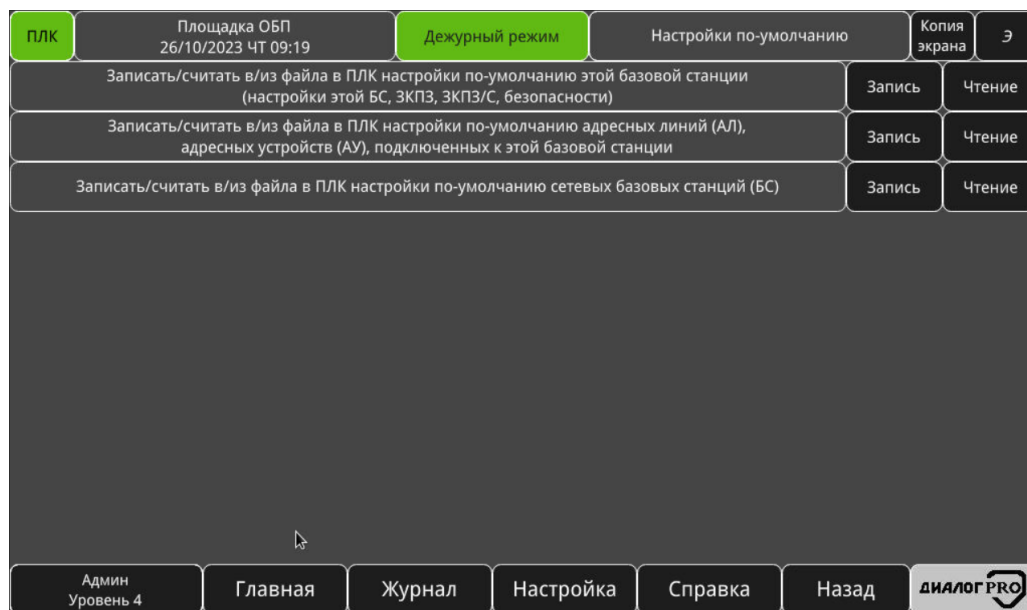 ПЛК
Площадка ОБП
26/10/2023 ЧТ 09:19
Дежурный режим
Настройки по-умолчанию
Копия
экрана
Э
Записать/считать в/из файла в ПЛК настройки по-умолчанию этой базовой станции
(настройки этой БС, ЗКПЗ, ЗКПЗ/С, безопасности)
Запись
Чтение
Записать/считать в/из файла в ПЛК настройки по-умолчанию адресных линий (АЛ),
адресных устройств (АУ), подключенных к этой базовой станции
Запись
Чтение
Записать/считать в/из файла в ПЛК настройки по-умолчанию сетевых базовых станций (БС)
Запись
Чтение
Админ
Уровень 4
Главная
Журнал
Настройка
Справка
Назад
ДИАЛОГ PRO